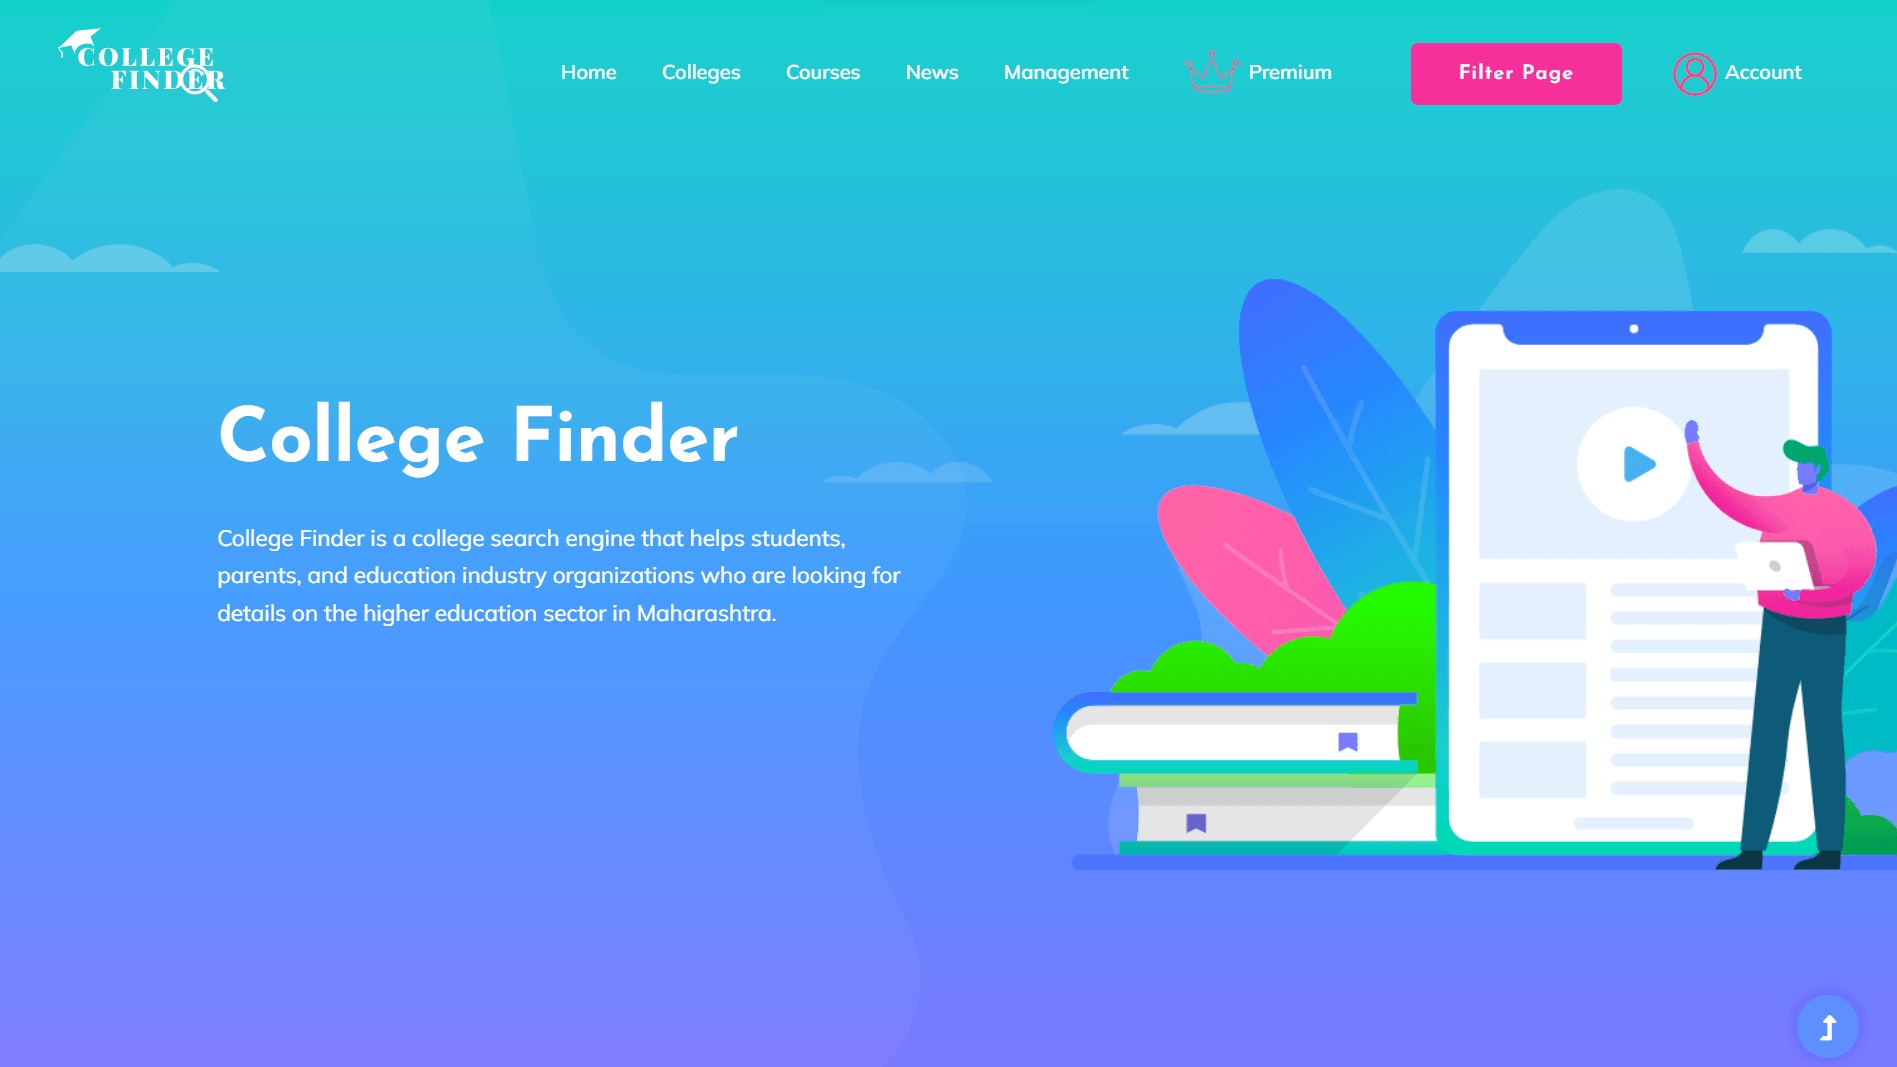 COLLEGE
FINDER
Home Colleges Courses News Management Premium Filter Page Account
College Finder
College Finder is a college search engine that helps students,
parents, and education industry organizations who are looking for
details on the higher education sector in Maharashtra.